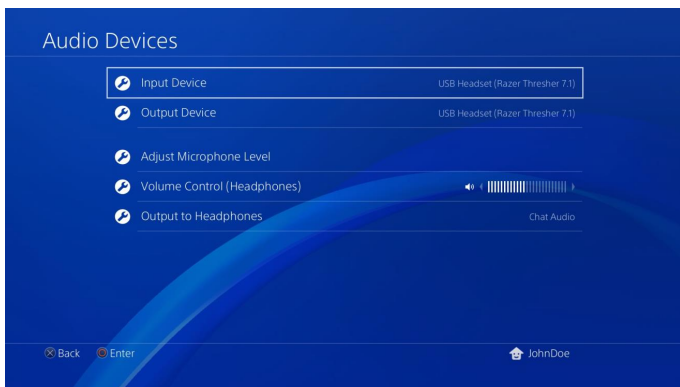 Audio Devices
Input Device USB Headset (Razer Thresher 7.1)
Output Device USB Headset (Razer Thresher 7.1)
Adjust Microphone Level
Volume Control (Headphones)
Output to Headphones Chat Audio
Back Enter JohnDoe